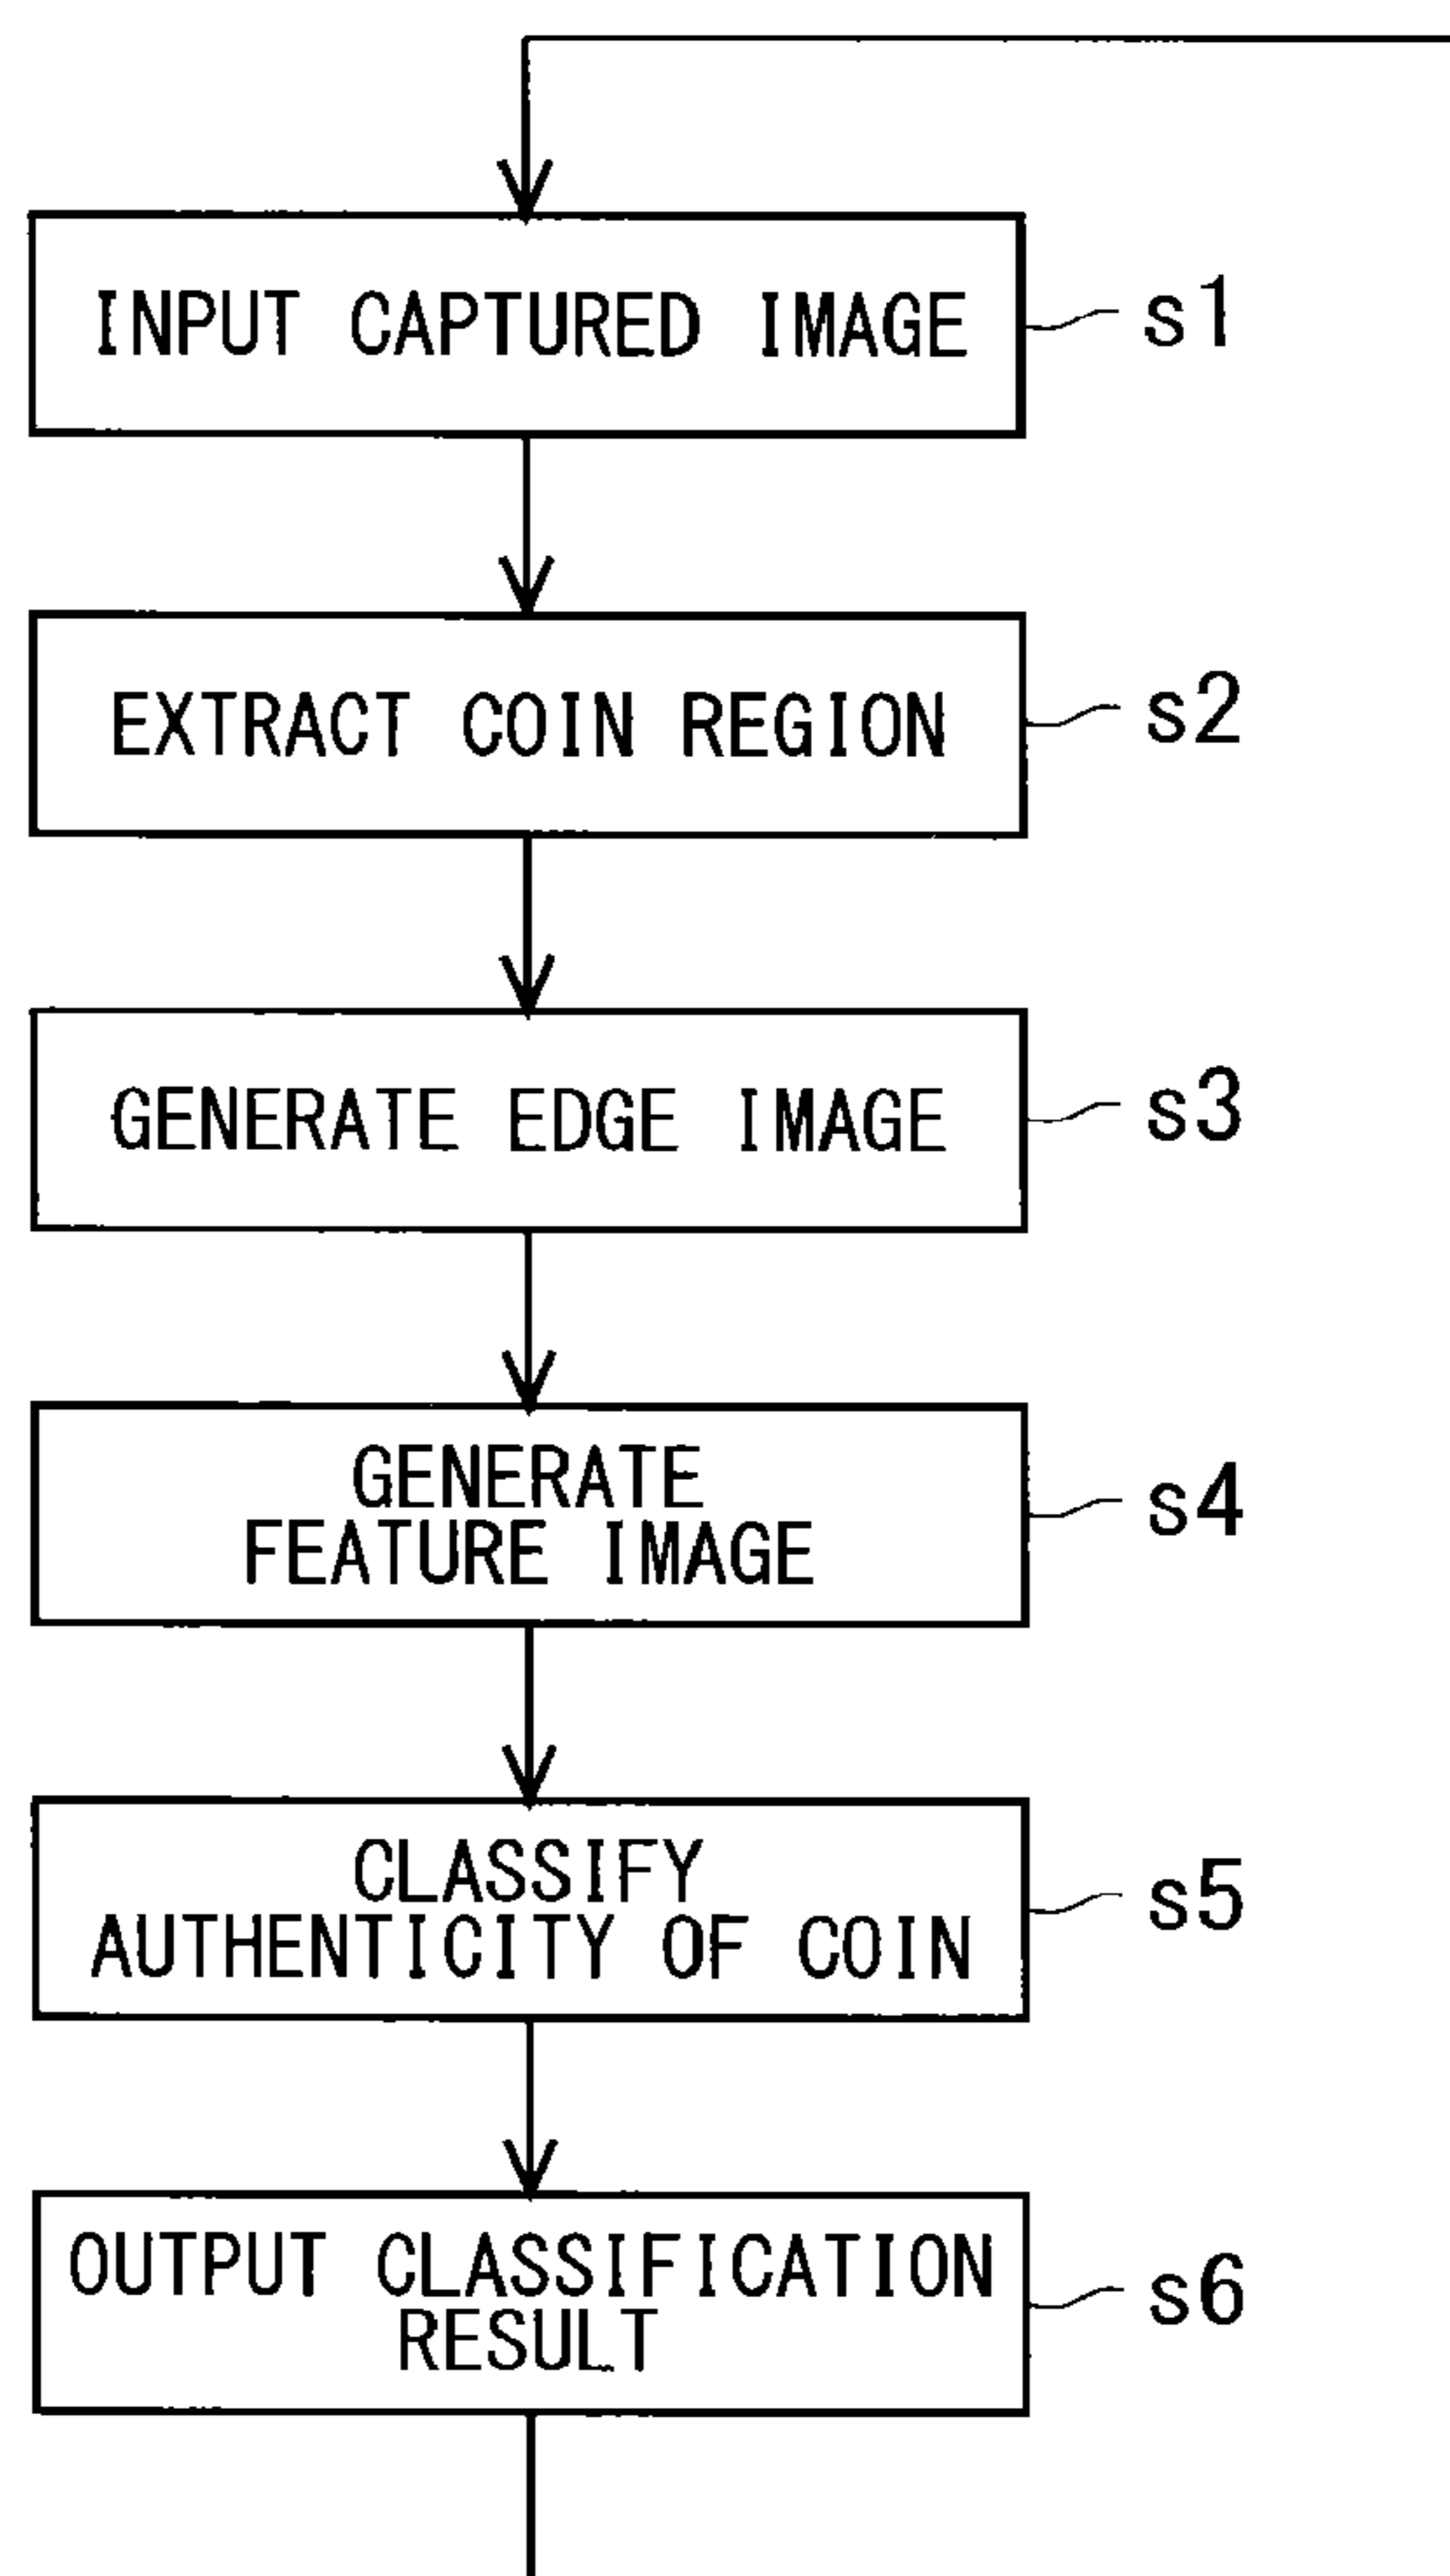 INPUT CAPTURED IMAGE
s1
EXTRACT COIN REGION
s2
GENERATE EDGE IMAGE
s3
GENERATE
FEATURE IMAGE
s4
CLASSIFY
AUTHENTICITY OF COIN
s5
OUTPUT CLASSIFICATION
RESULT
s6